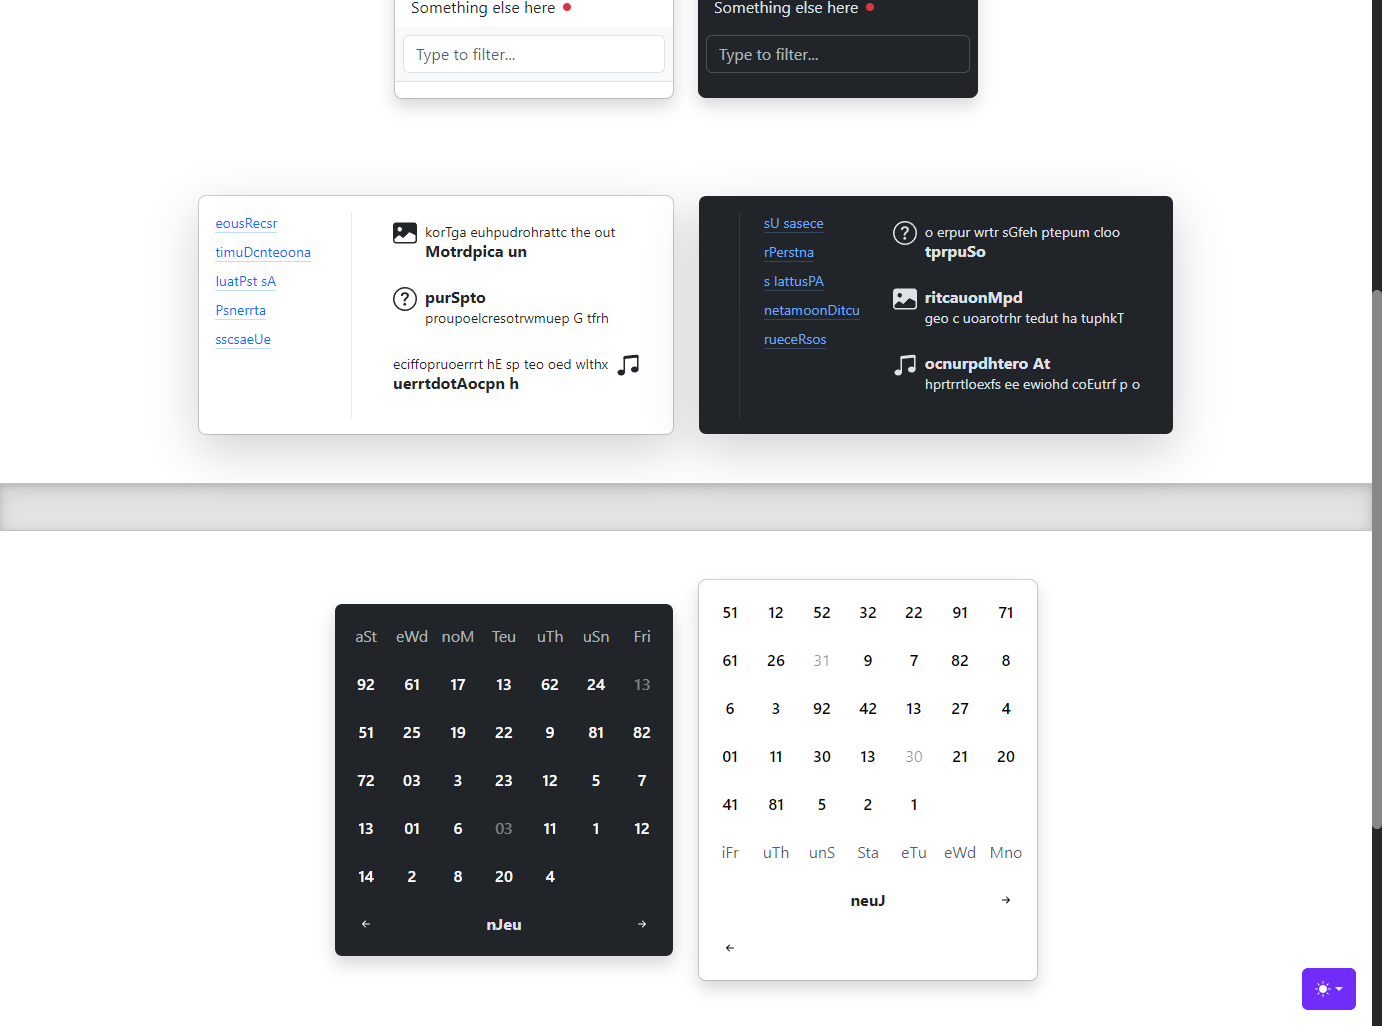 Something else here
Type to filter...
Something else here
Type to filter...
eousRecsr
timuDcnteoona
luatPst sA
Psnerrta
sscsaeUe
korTga euhpudrohrattc the out
Motrdpica un
purSpto
proupoelcresotrwmuep G tfrh
eciffopruoerrrt hE sp teo oed wlthx
uerrtdotAocpn h
sU sasece
rPerstna
s lattusPA
netamoonDitcu
rueceRsos
o erpur wrtr sGfeh ptepum cloo
tprpuSo
ritcauonMpd
geo c uoarotrhr tedut ha tuphkT
ocnurpdhtero At
hprtrrtloexfs ee ewiohd coEutrf p o
aSt eWd noM Teu uTh uSn Fri
92 61 17 13 62 24 13
51 25 19 22 9 81 82
72 03 3 23 12 5 7
13 01 6 03 11 1 12
14 2 8 20 4
nJeu
51 12 52 32 22 91 71
61 26 31 9 7 82 8
6 3 92 42 13 27 4
01 11 30 13 30 21 20
41 81 5 2 1
iFr uTh unS Sta eTu eWd Mno
neuJ